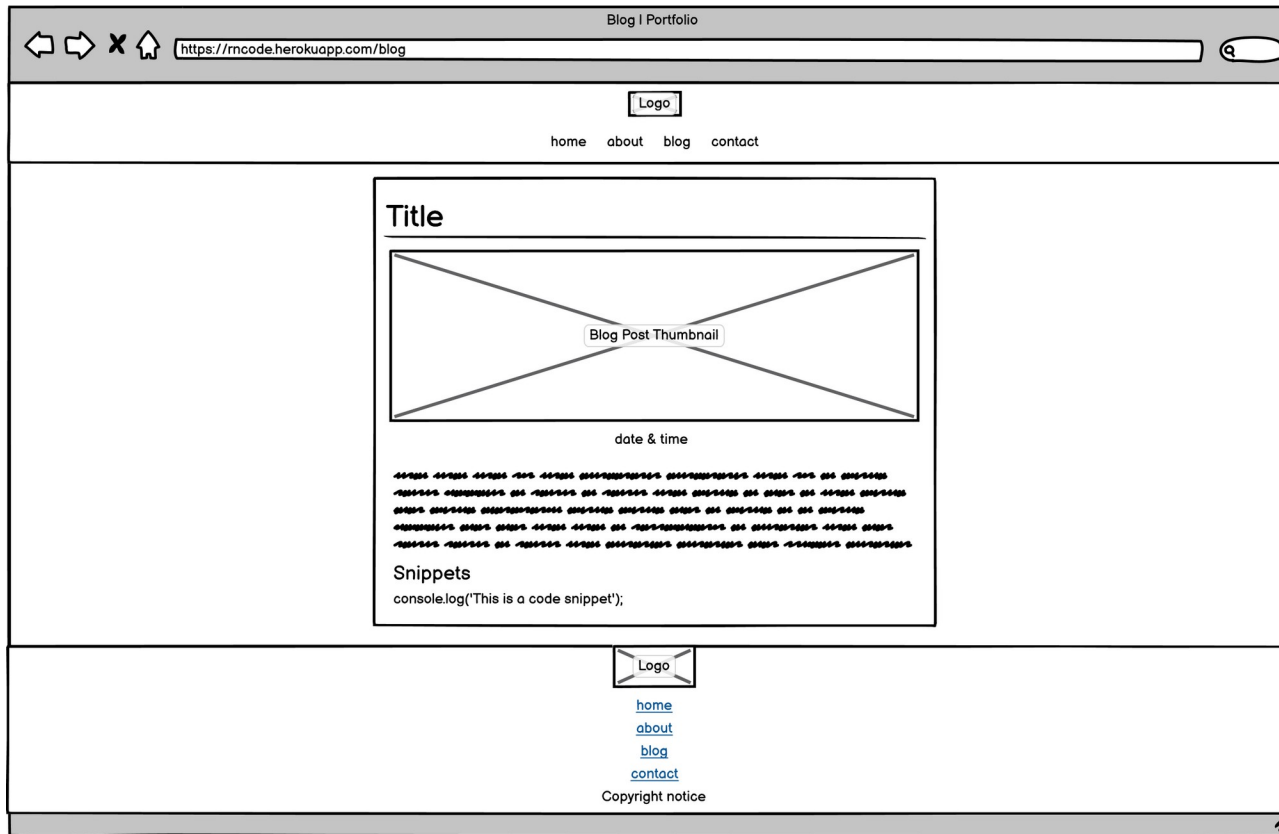 Blog | Portfolio
https://rncode.herokuapp.com/blog
Logo
home about blog contact
Title
Blog Post Thumbnail
date & time
Snippets
console.log('This is a code snippet');
Logo
home
about
blog
contact
Copyright notice